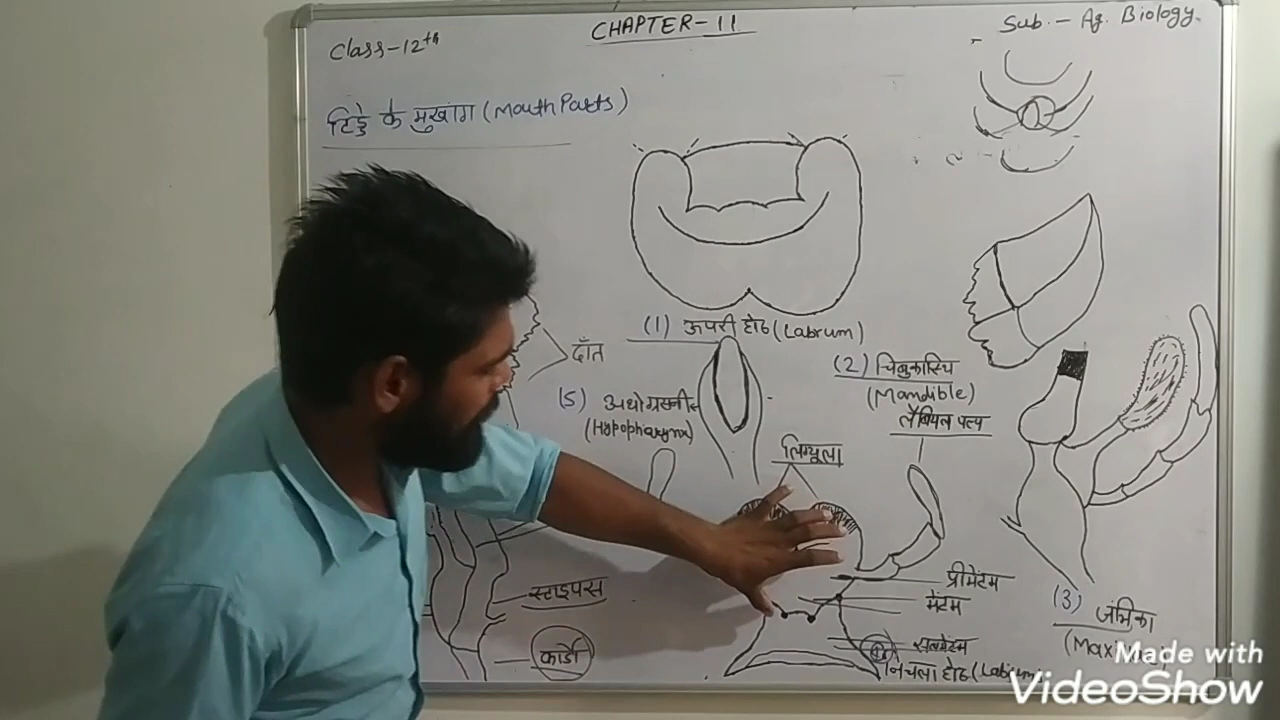 CHAPTER-11
Sub.- Ag. Biology.
Class-12th
टिड्डे के मुखांग (Mouth Parts)
(1) ऊपरी होठ (Labrum)
दाँत
(2) चिबुकास्थि
(Mandible)
(5) अधोग्रसनी
(Hypopharynx)
लैबियल पल्प
लिग्यूला
प्रीमेंटम
स्टाइपस
मेंटम
(3) जंभिका
सबमेंटम
कार्डो
निचला होठ (Labium)
Made with
VideoShow